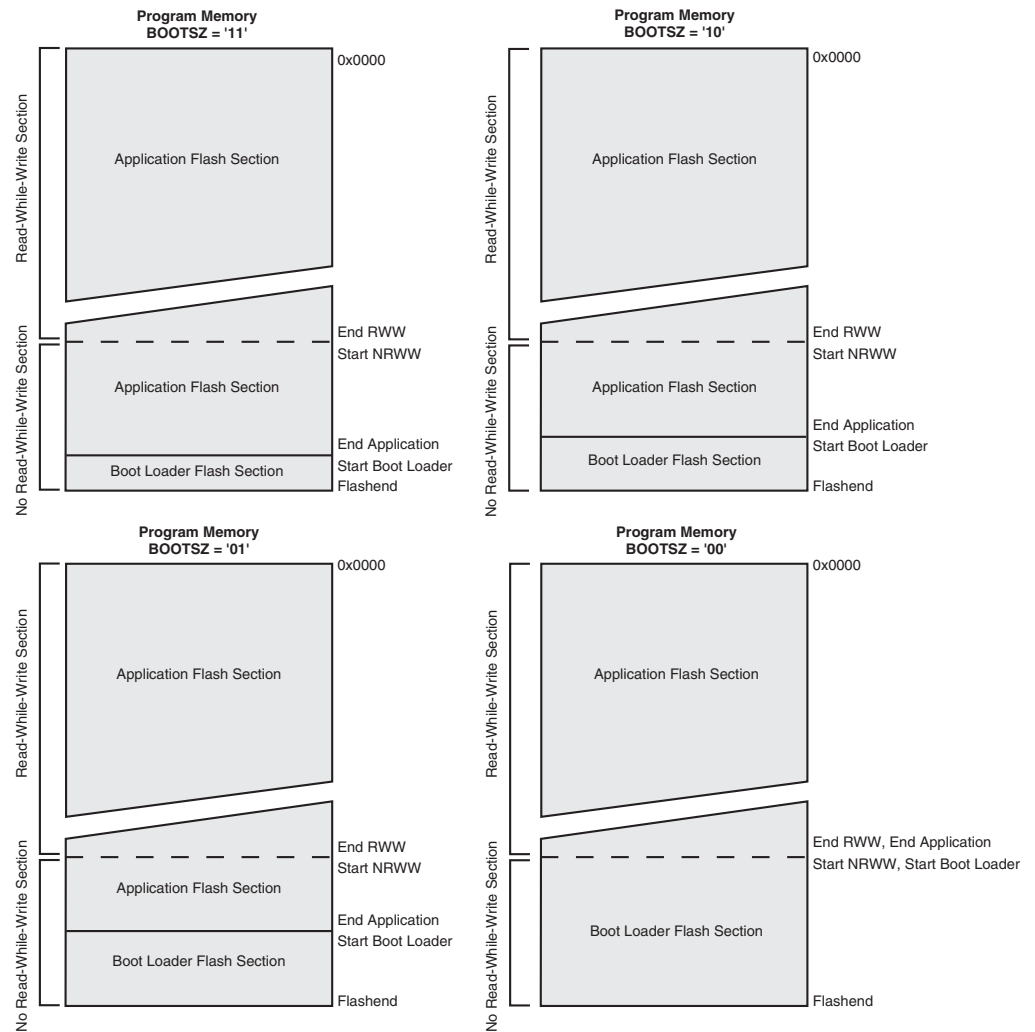 Program Memory
BOOTSZ = '11'
0x0000
Read-While-Write Section
Application Flash Section
End RWW
Start NRWW
No Read-While-Write Section
Application Flash Section
End Application
Start Boot Loader
Boot Loader Flash Section
Flashend
Program Memory
BOOTSZ = '10'
0x0000
Read-While-Write Section
Application Flash Section
End RWW
Start NRWW
No Read-While-Write Section
Application Flash Section
End Application
Start Boot Loader
Boot Loader Flash Section
Flashend
Program Memory
BOOTSZ = '01'
0x0000
Read-While-Write Section
Application Flash Section
End RWW
Start NRWW
No Read-While-Write Section
Application Flash Section
End Application
Start Boot Loader
Boot Loader Flash Section
Flashend
Program Memory
BOOTSZ = '00'
0x0000
Read-While-Write Section
Application Flash Section
End RWW, End Application
Start NRWW, Start Boot Loader
No Read-While-Write Section
Boot Loader Flash Section
Flashend